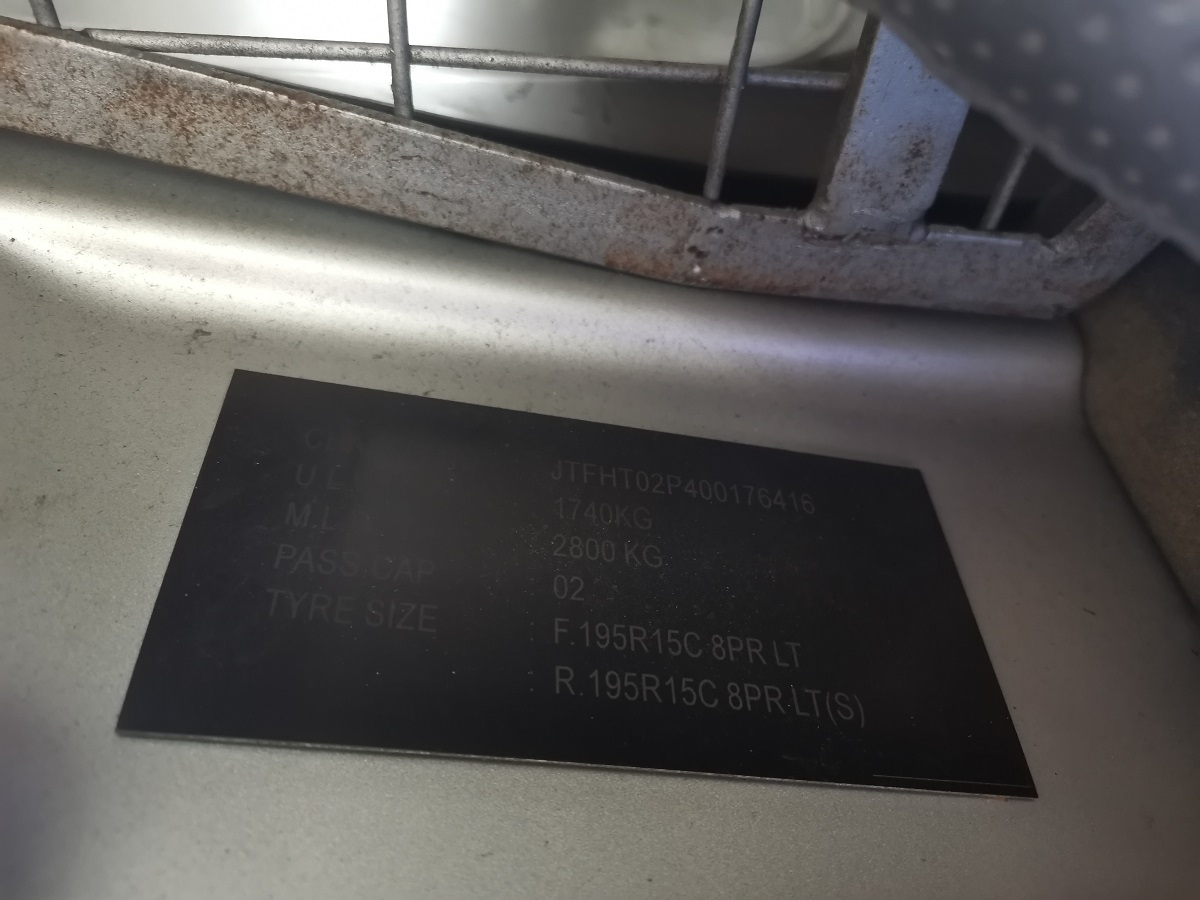 JTFHT02P400176416
U.L. 1740KG
M.L. 2800 KG
PASS.CAP : 02
TYRE SIZE : F.195R15C 8PR LT
: R.195R15C 8PR LT(S)